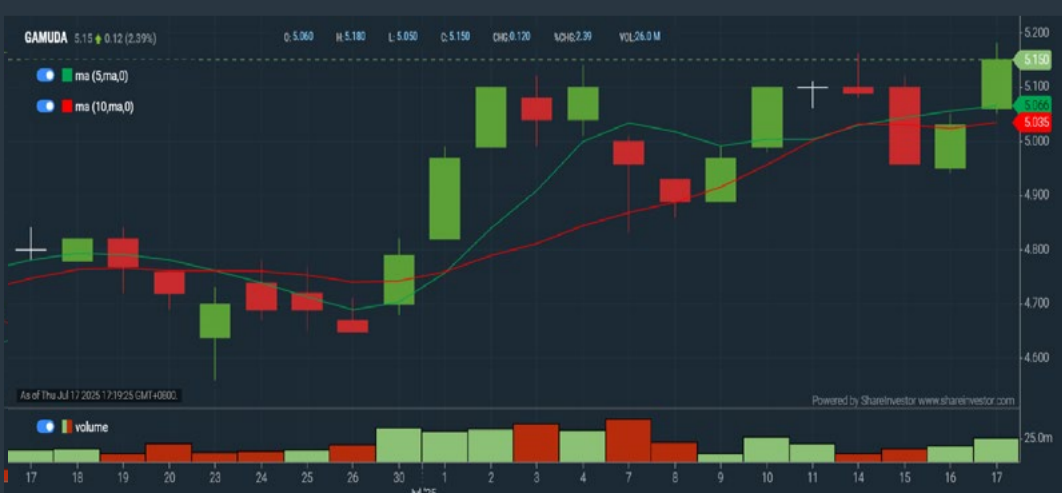 GAMUDA 5.15 0.12 (2.39%) O: 5.060 H: 5.180 L: 5.050 C: 5.150 CHG:0.120 %CHG:2.39 VOL:26.0 M
ma (5,ma,0)
ma (10,ma,0)
5.200
5.150
5.100
5.066
5.035
5.000
4.900
4.800
4.700
4.600
As of Thu Jul 17 2025 17:19:25 GMT+0800.
Powered by ShareInvestor www.shareinvestor.com
volume
25.0m
17 18 19 20 23 24 25 26 30 1 2 3 4 7 8 9 10 11 14 15 16 17